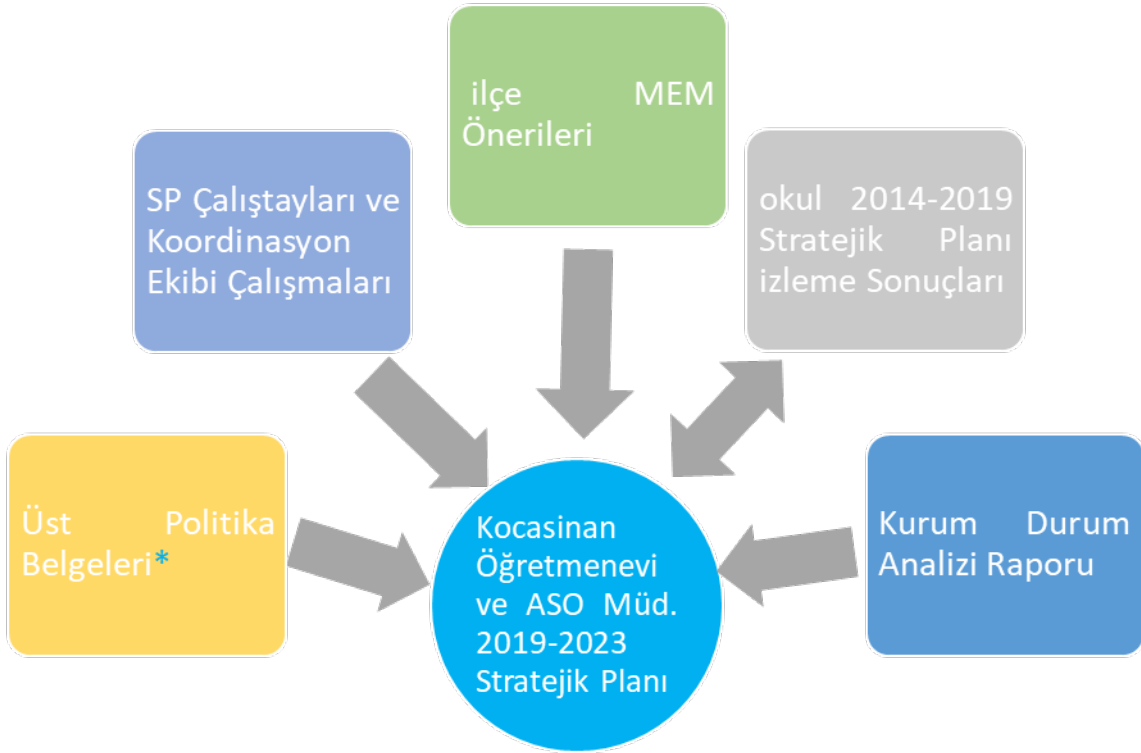 ilçe MEM
Önerileri
SP Çalıştayları ve
Koordinasyon
Ekibi Çalışmaları
okul 2014-2019
Stratejik Planı
izleme Sonuçları
Üst Politika
Belgeleri*
Kocasinan
Öğretmenevi
ve ASO Müd.
2019-2023
Stratejik Planı
Kurum Durum
Analizi Raporu